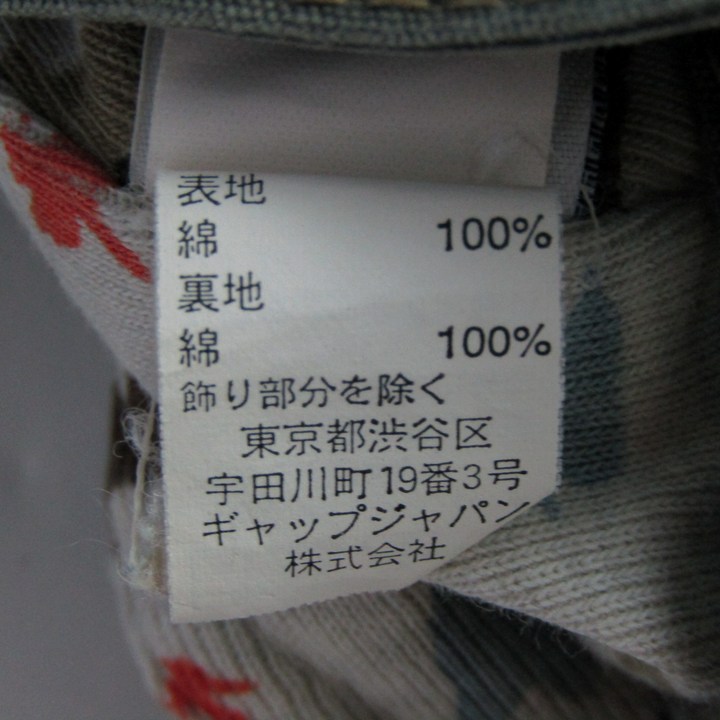 表地
綿 100%
裏地
綿 100%
飾り部分を除く
東京都渋谷区
宇田川町19番3号
ギャップジャパン
株式会社